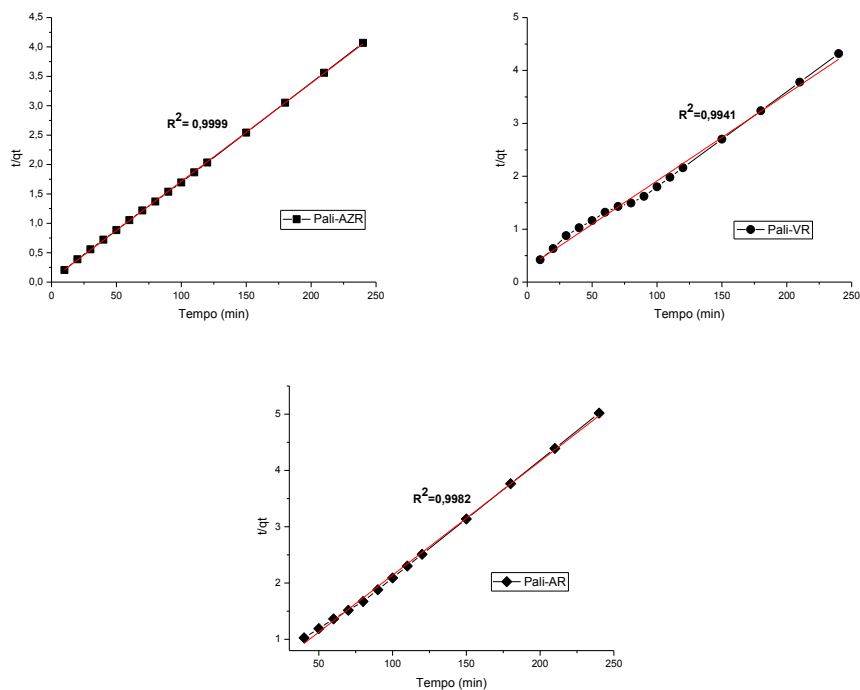 4,5
4,0
3,5
3,0
2,5
2,0
1,5
1,0
0,5
0,0
t/qt
R2= 0,9999
Pali-AZR
0 50 100 150 200 250
Tempo (min)
5
4
3
2
1
0
t/qt
R2=0,9941
Pali-VR
0 50 100 150 200 250
Tempo (min)
5
4
3
2
1
t/qt
R2=0,9982
Pali-AR
50 100 150 200 250
Tempo (min)